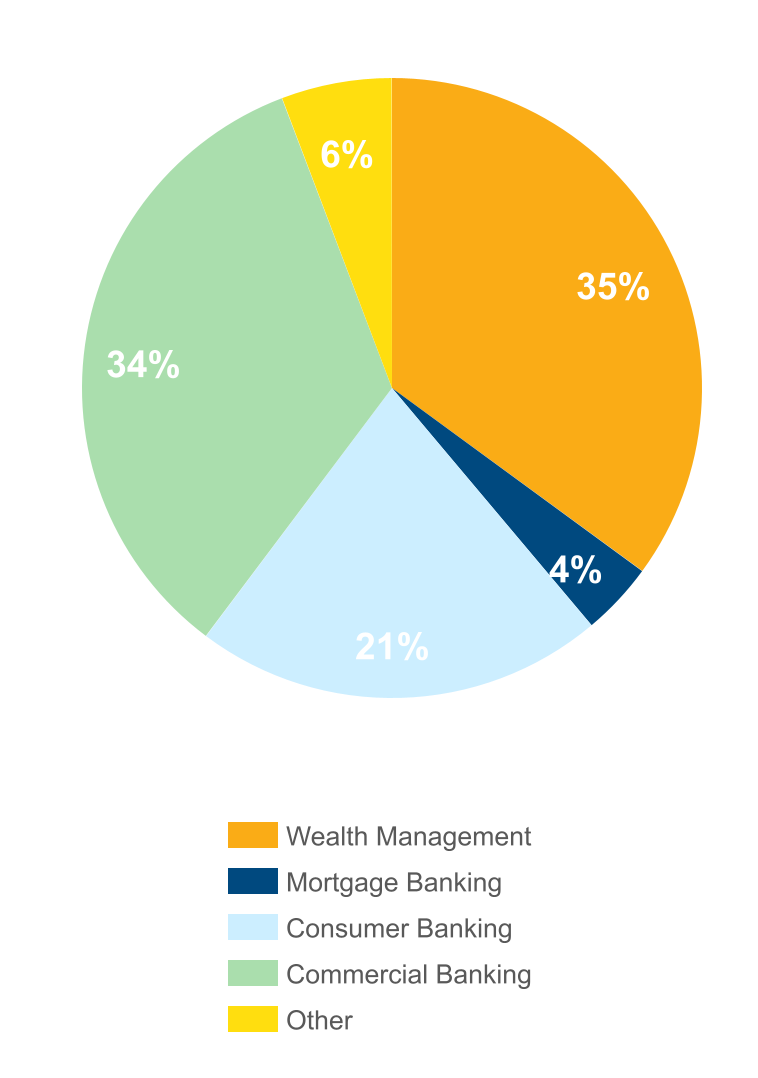 6%
35%
34%
4%
21%
Wealth Management
Mortgage Banking
Consumer Banking
Commercial Banking
Other